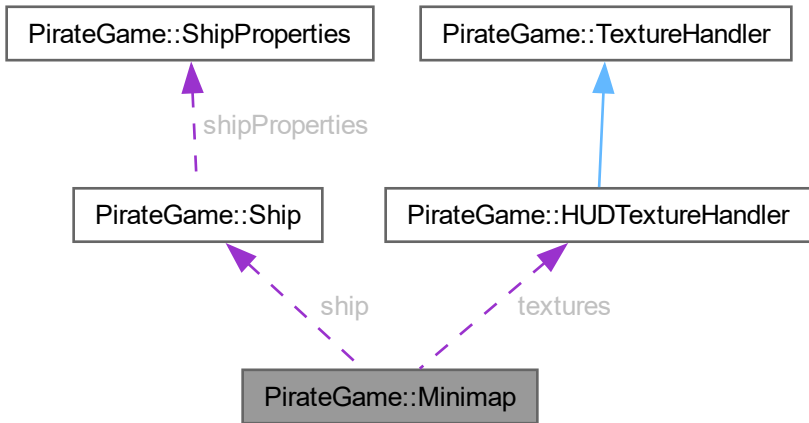 PirateGame::ShipProperties
PirateGame::TextureHandler
shipProperties
PirateGame::Ship
PirateGame::HUDTextureHandler
ship
textures
PirateGame::Minimap